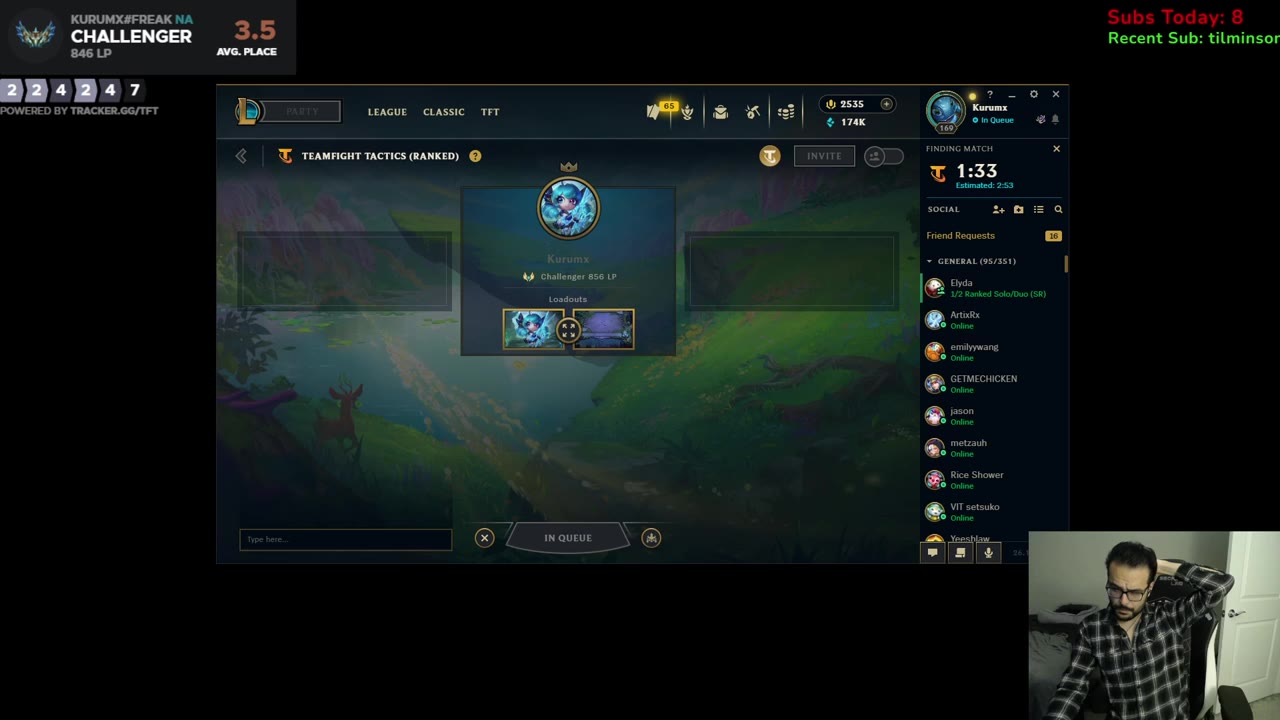 KURUMX#FREAK NA
CHALLENGER
846 LP
3.5
AVG. PLACE
2 2 4 2 4 7
POWERED BY TRACKER.GG/TFT
Subs Today: 8
Recent Sub: tilminsor
PARTY
LEAGUE
CLASSIC
TFT
65
2535
174K
169
Kurumx
In Queue
TEAMFIGHT TACTICS (RANKED)
INVITE
FINDING MATCH
1:33
Estimated: 2:53
SOCIAL
Friend Requests
16
GENERAL (95/351)
Elyda
1/2 Ranked Solo/Duo (SR)
ArtixRx
Online
emilyywang
Online
GETMECHICKEN
Online
jason
Online
metzauh
Online
Rice Shower
Online
VIT setsuko
Online
Yeeshlaw
Kurumx
Challenger 856 LP
Loadouts
Type here...
IN QUEUE